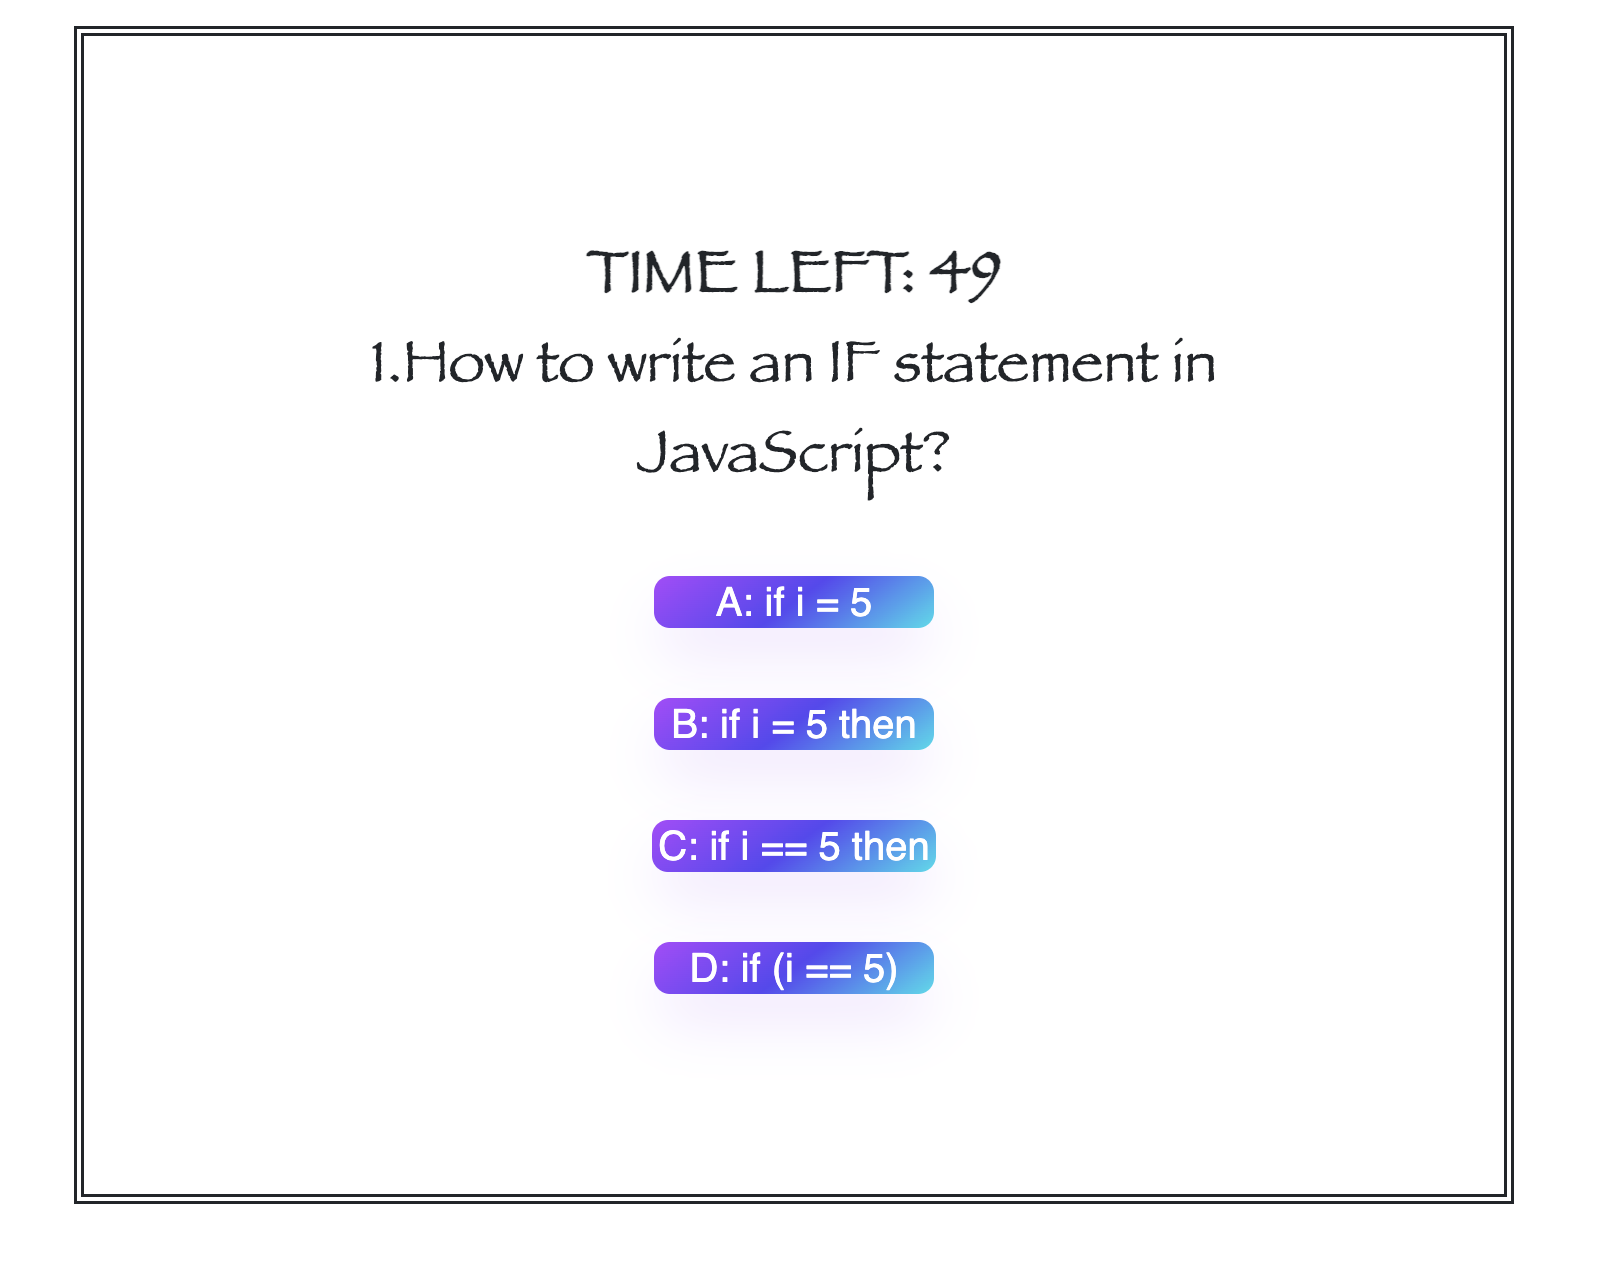 TIME LEFT: 49
1.How to write an IF statement in
JavaScript?
A: if i = 5
B: if i = 5 then
C: if i == 5 then
D: if (i == 5)